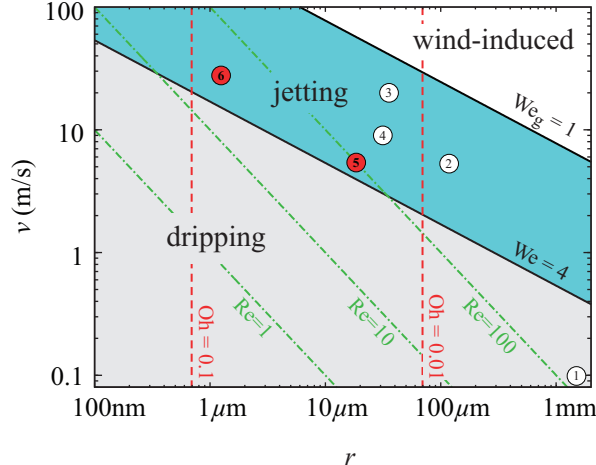 100
10
1
0.1
v (m/s)
wind-induced
jetting
dripping
We_g = 1
We = 4
Re=1
Re=10
Re=100
Oh = 0.1
Oh = 0.01
6
3
4
5
2
1
100nm
1µm
10µm
100µm
1mm
r